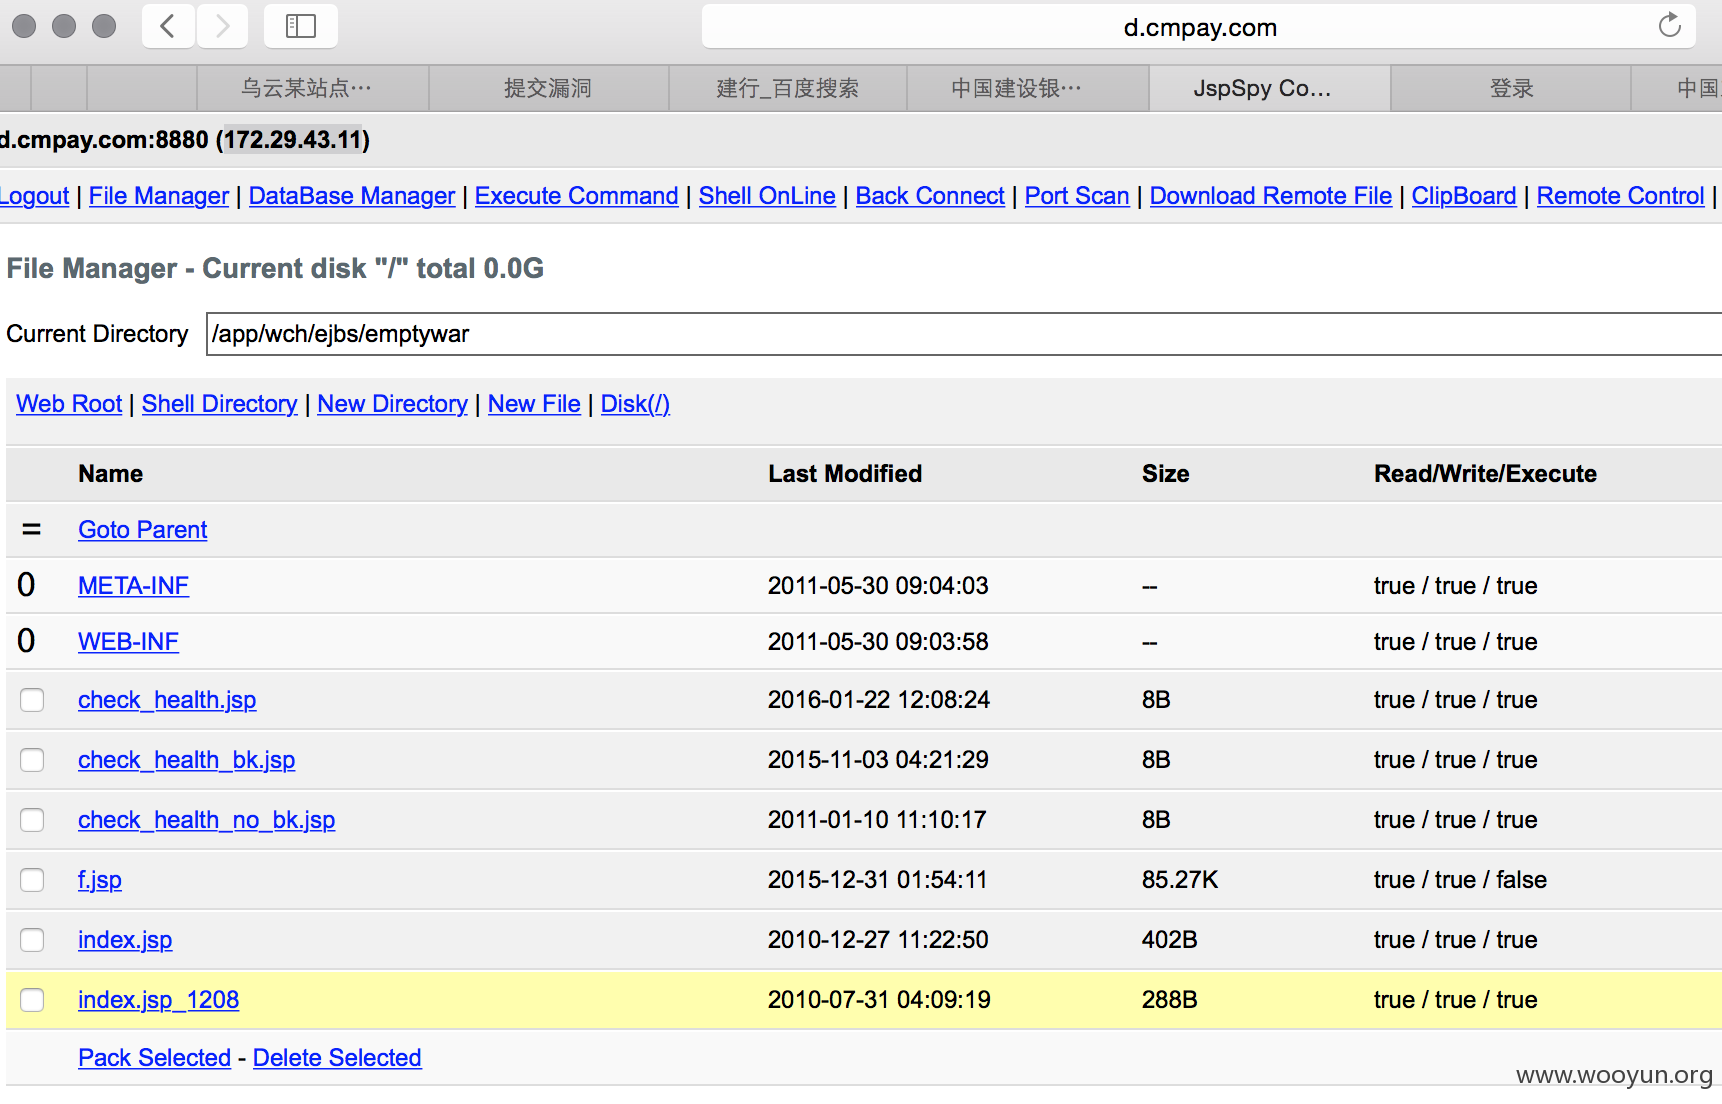 d.cmpay.com
乌云某站点… 提交漏洞 建行_百度搜索 中国建设银… JspSpy Co... 登录 中国
d.cmpay.com:8880 (172.29.43.11)
Logout | File Manager | DataBase Manager | Execute Command | Shell OnLine | Back Connect | Port Scan | Download Remote File | ClipBoard | Remote Control |
File Manager - Current disk "/" total 0.0G
Current Directory /app/wch/ejbs/emptywar
Web Root | Shell Directory | New Directory | New File | Disk(/)
Name Last Modified Size Read/Write/Execute
= Goto Parent
0 META-INF 2011-05-30 09:04:03 -- true / true / true
0 WEB-INF 2011-05-30 09:03:58 -- true / true / true
check_health.jsp 2016-01-22 12:08:24 8B true / true / true
check_health_bk.jsp 2015-11-03 04:21:29 8B true / true / true
check_health_no_bk.jsp 2011-01-10 11:10:17 8B true / true / true
f.jsp 2015-12-31 01:54:11 85.27K true / true / false
index.jsp 2010-12-27 11:22:50 402B true / true / true
index.jsp_1208 2010-07-31 04:09:19 288B true / true / true
Pack Selected - Delete Selected
www.wooyun.org